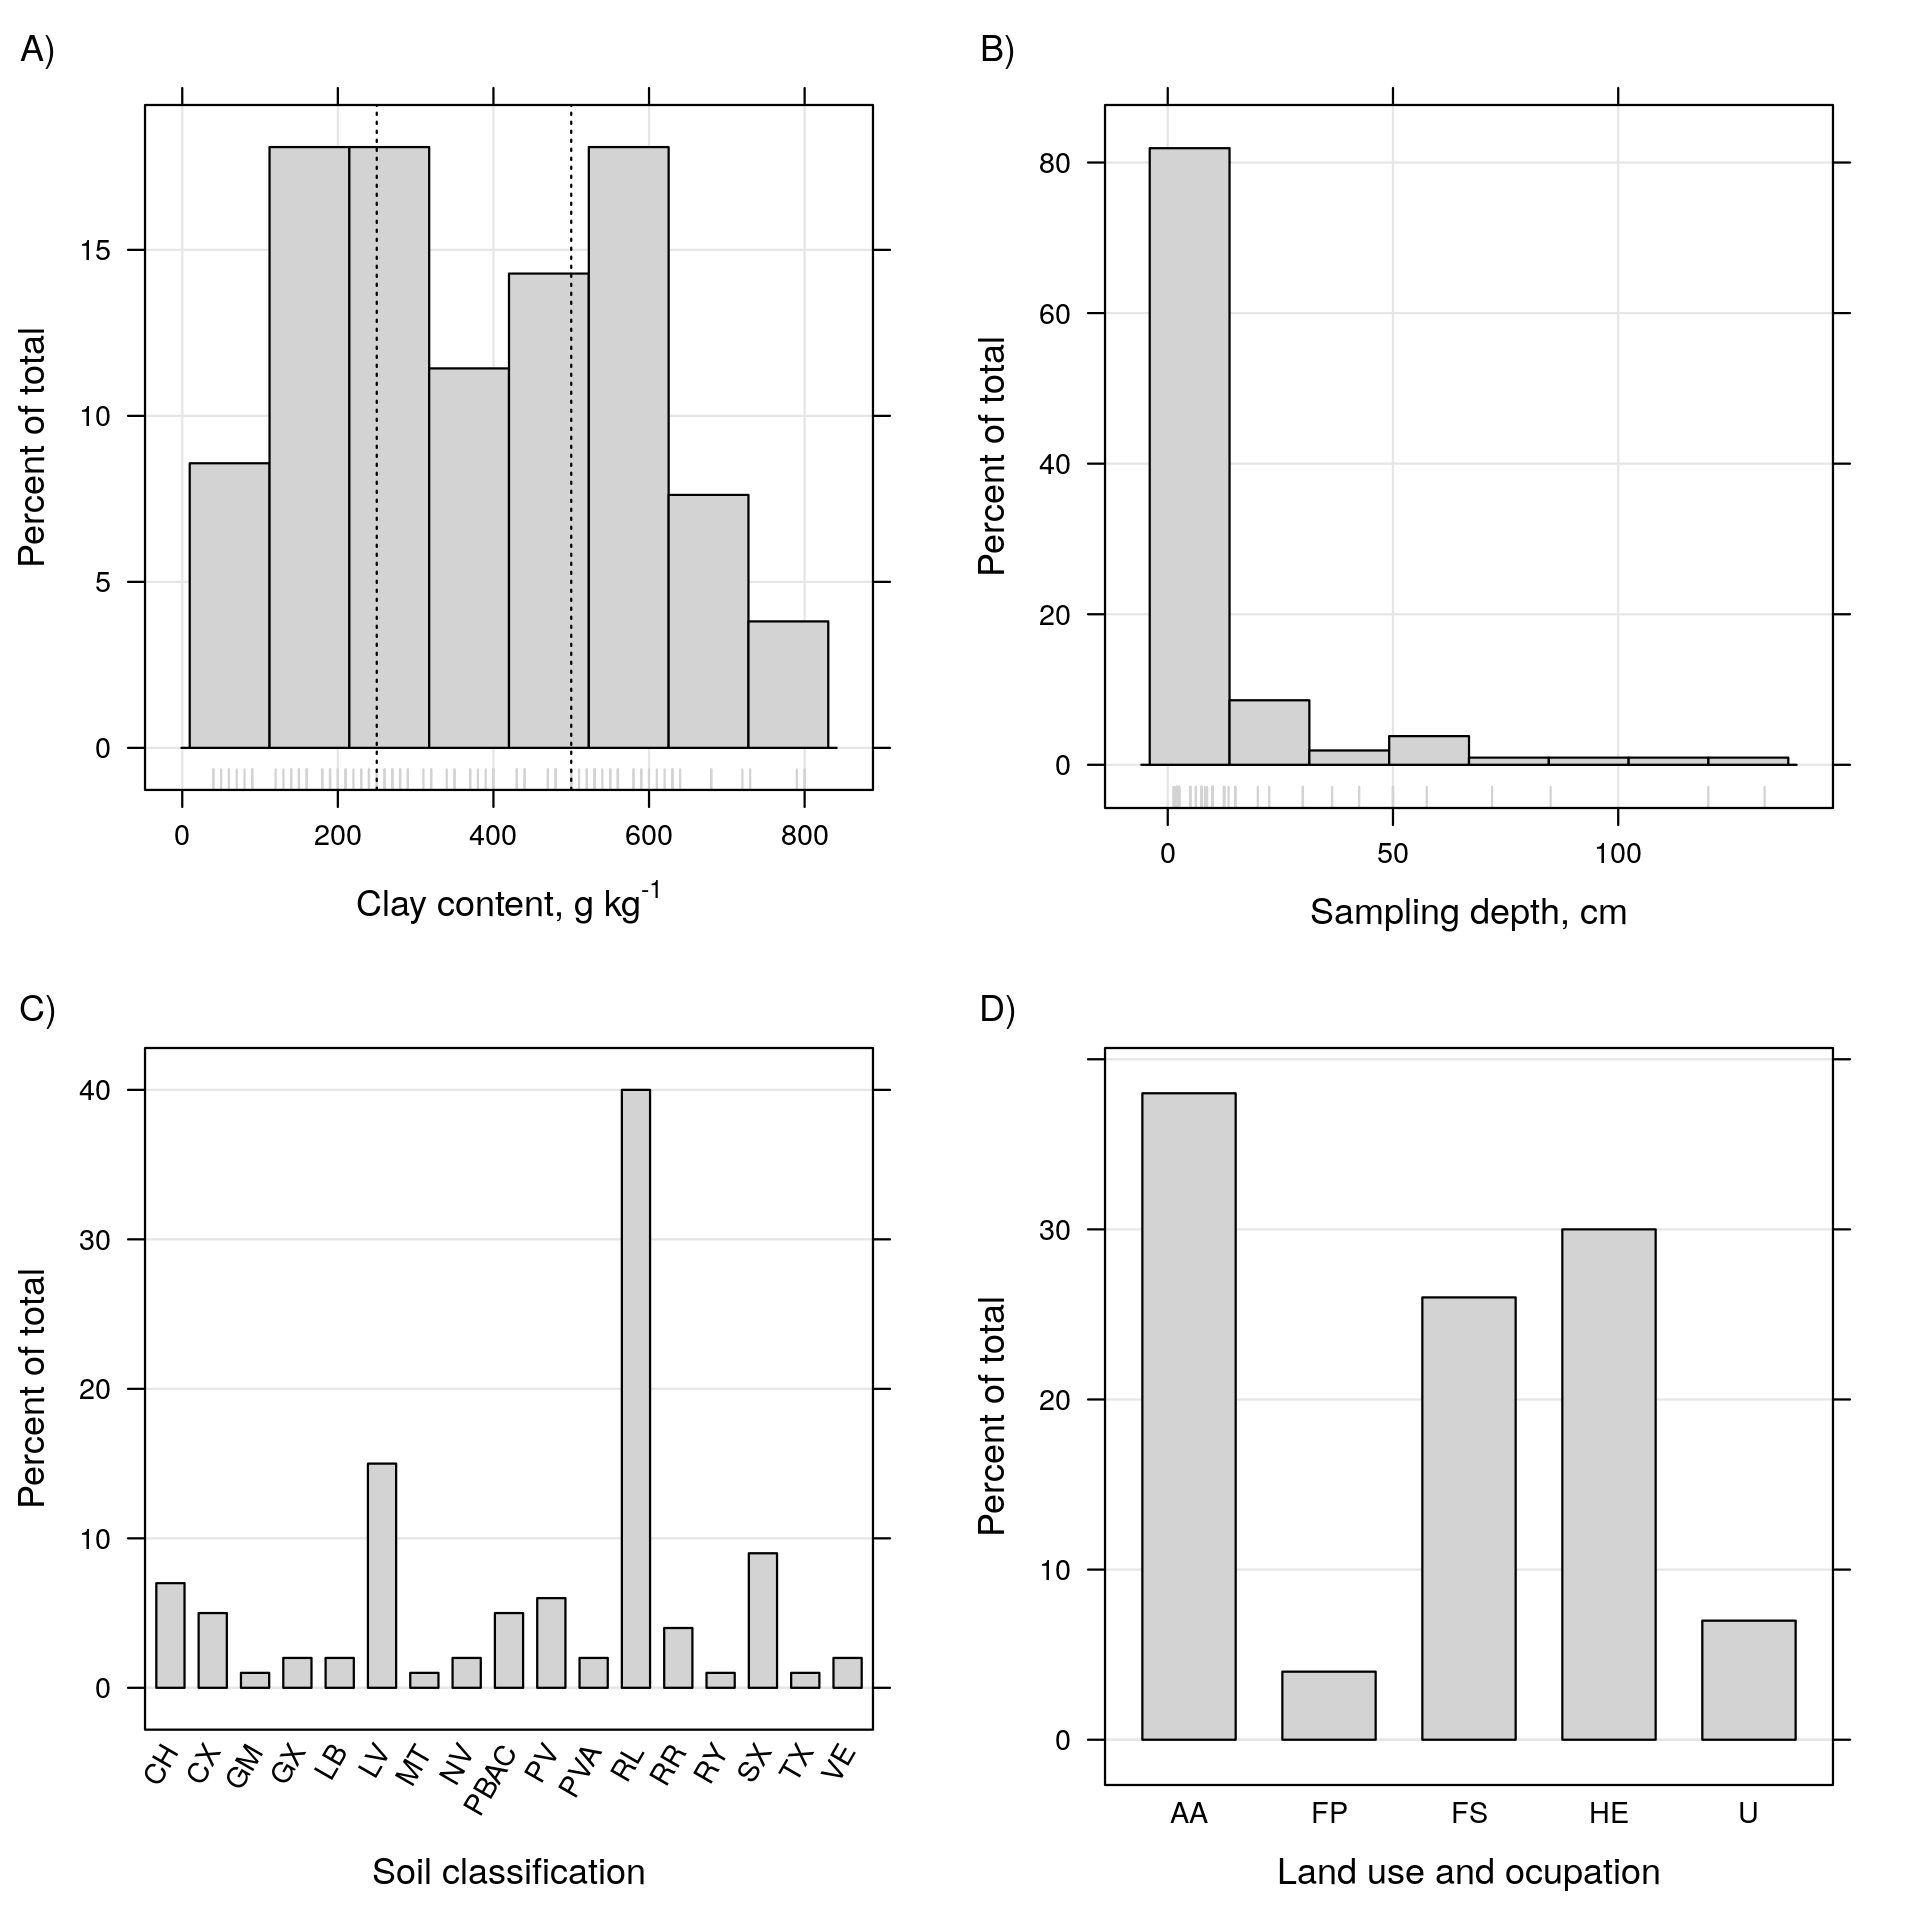 A)
Percent of total
15
10
5
0
0 200 400 600 800
Clay content, g kg-1
B)
Percent of total
80
60
40
20
0
0 50 100
Sampling depth, cm
C)
Percent of total
40
30
20
10
0
CH CX GM GX LB LV MT NV PBAC PV PVA RL RR RY SX TX VE
Soil classification
D)
Percent of total
30
20
10
0
AA FP FS HE U
Land use and ocupation